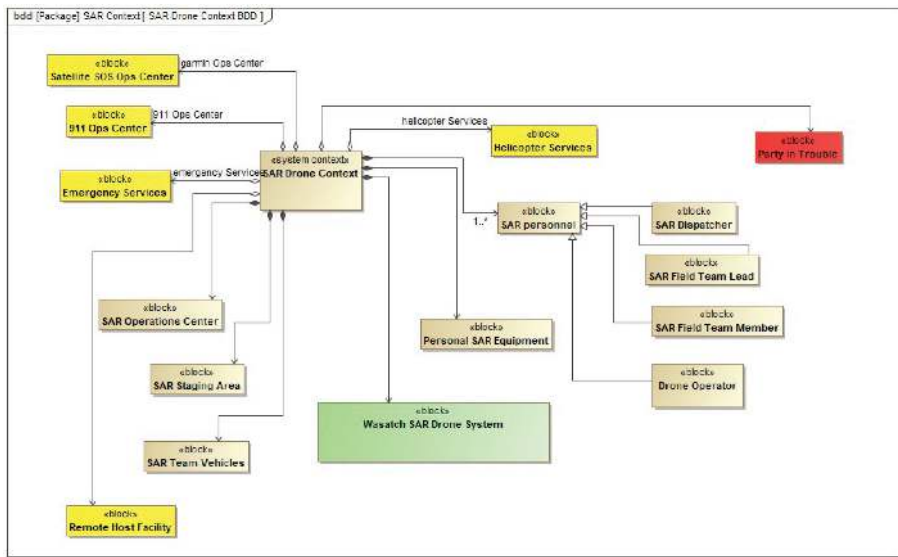 bdd [Package] SAR Context [ SAR Drone Context BDD ]
«block»
Satellite SOS Ops Center
garmin Ops Center
«block»
911 Ops Center
911 Ops Center
helicopter Services
«block»
Helicopter Services
«block»
Party in Trouble
«system context»
SAR Drone Context
emergency Services
«block»
Emergency Services
1..*
«block»
SAR personnel
«block»
SAR Dispatcher
«block»
SAR Field Team Lead
«block»
SAR Operations Center
«block»
Personal SAR Equipment
«block»
SAR Field Team Member
«block»
SAR Staging Area
«block»
Drone Operator
«block»
Wasatch SAR Drone System
«block»
SAR Team Vehicles
«block»
Remote Host Facility